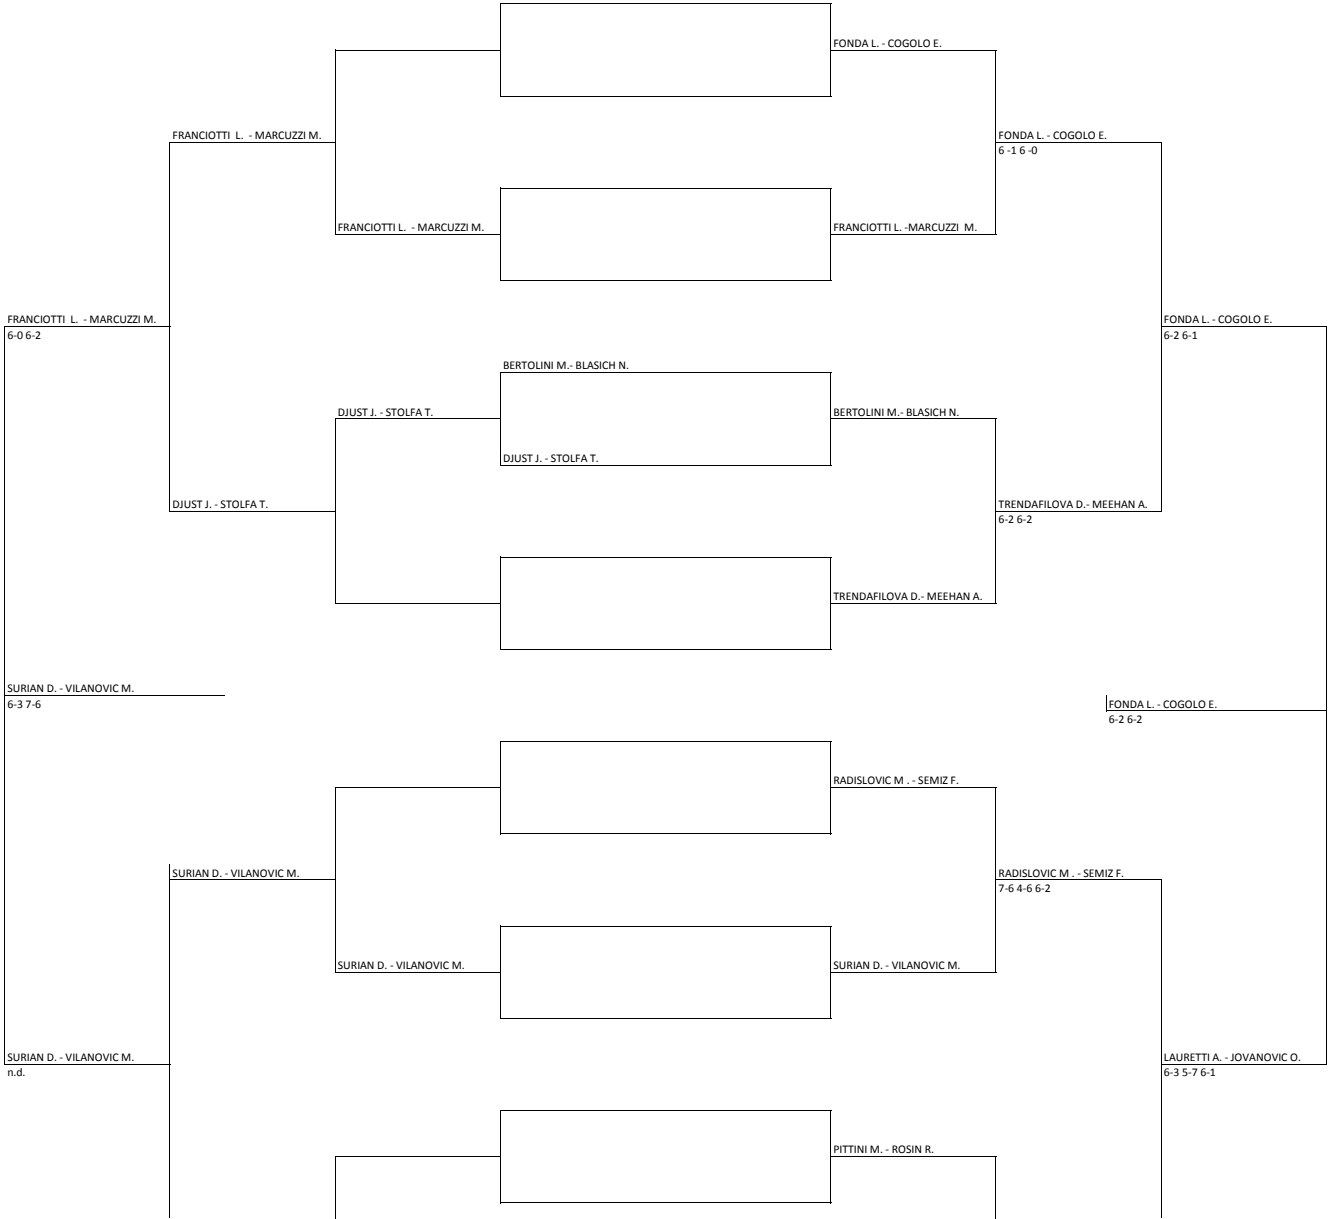 FONDA L. - COGOLO E.
FRANCIOTTI  L.  - MARCUZZI M.
FONDA L. - COGOLO E.
6 -1 6 -0
FRANCIOTTI L.  - MARCUZZI M.
FRANCIOTTI L. -MARCUZZI  M.
FRANCIOTTI  L.  - MARCUZZI M.
FONDA L. - COGOLO E.
6-0 6-2
6-2 6-1
BERTOLINI M.- BLASICH N.
DJUST J. - STOLFA T.
BERTOLINI M.- BLASICH N.
DJUST J. - STOLFA T.
DJUST J. - STOLFA T.
TRENDAFILOVA D.- MEEHAN A.
6-2 6-2
TRENDAFILOVA D.- MEEHAN A.
SURIAN D. - VILANOVIC M.
6-3 7-6
FONDA L. - COGOLO E.
6-2 6-2
RADISLOVIC M . - SEMIZ F.
SURIAN D. - VILANOVIC M.
RADISLOVIC M . - SEMIZ F.
7-6 4-6 6-2
SURIAN D. - VILANOVIC M.
SURIAN D. - VILANOVIC M.
SURIAN D. - VILANOVIC M.
LAURETTI A. - JOVANOVIC O.
n.d.
6-3 5-7 6-1
PITTINI M. - ROSIN R.